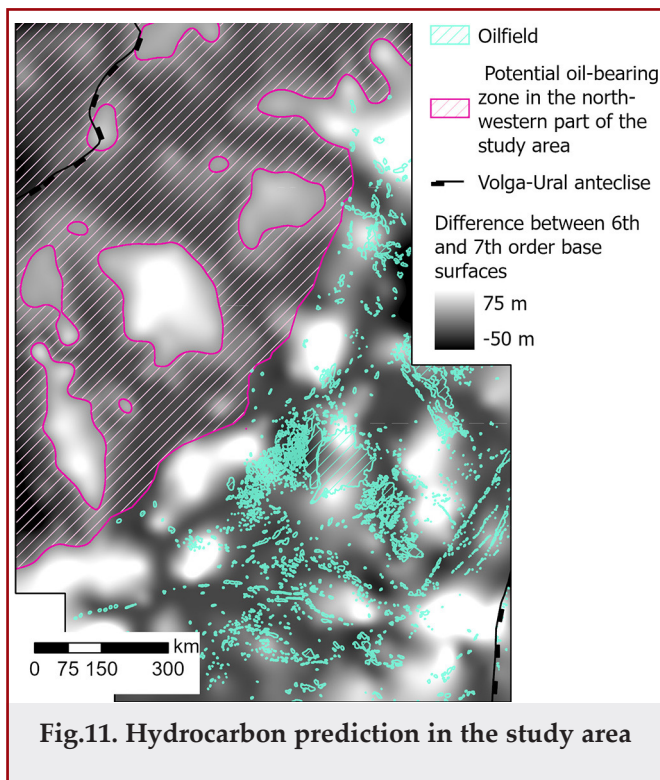 Oilfield
Potential oil-bearing
zone in the north-
western part of the
study area
Volga-Ural anteclise
Difference between 6th
and 7th order base
surfaces
75 m
-50 m
km
0 75 150 300
Fig.11. Hydrocarbon prediction in the study area